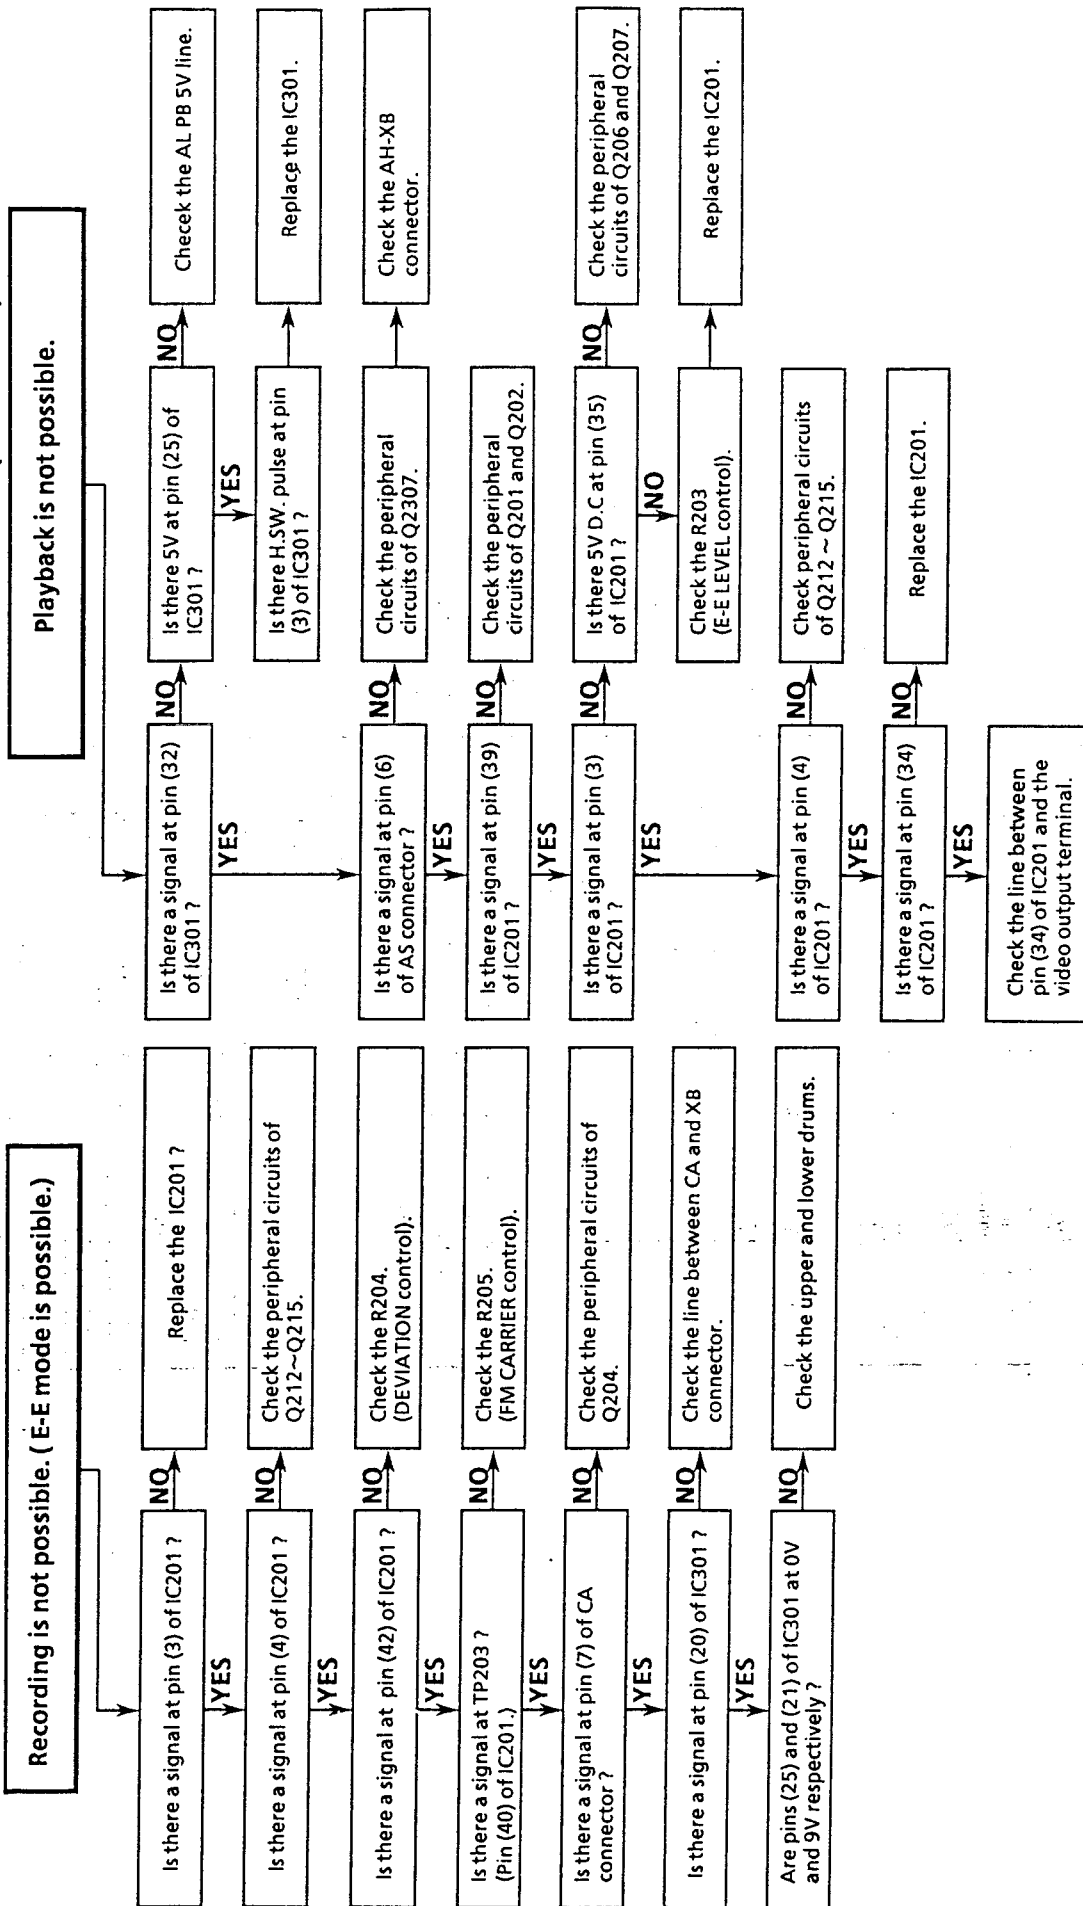 Recording is not possible. ( E-E mode is possible.)
Is there a signal at pin (3) of IC201 ?
NO
Replace the IC201 ?
YES
Is there a signal at pin (4) of IC201 ?
NO
Check the peripheral circuits of
Q212~Q215.
YES
Is there a signal at pin (42) of IC201 ?
NO
Check the R204.
(DEVIATION control).
YES
Is there a signal at TP203 ?
(Pin (40) of IC201.)
NO
Check the R205.
(FM CARRIER control).
YES
Is there a signal at pin (7) of CA
connector ?
NO
Check the peripheral circuits of
Q204.
YES
Is there a signal at pin (20) of IC301 ?
NO
Check the line between CA and XB
connector.
YES
Are pins (25) and (21) of IC301 at 0V
and 9V respectively ?
NO
Check the upper and lower drums.
Playback is not possible.
Is there a signal at pin (32)
of IC301 ?
NO
Is there 5V at pin (25) of
IC301 ?
NO
Checek the AL PB 5V line.
YES
Is there H.SW. pulse at pin
(3) of IC301 ?
Replace the IC301.
YES
Is there a signal at pin (6)
of AS connector ?
NO
Check the peripheral
circuits of Q2307.
Check the AH-XB
connector.
YES
Is there a signal at pin (39)
of IC201 ?
NO
Check the peripheral
circuits of Q201 and Q202.
YES
Is there a signal at pin (3)
of IC201 ?
NO
Is there 5V D.C at pin (35)
of IC201 ?
NO
Check the peripheral
circuits of Q206 and Q207.
NO
Check the R203
(E-E LEVEL control).
Replace the IC201.
YES
Is there a signal at pin (4)
of IC201 ?
NO
Check peripheral circuits
of Q212 ~ Q215.
YES
Is there a signal at pin (34)
of IC201 ?
NO
Replace the IC201.
YES
Check the line between
pin (34) of IC201 and the
video output terminal.